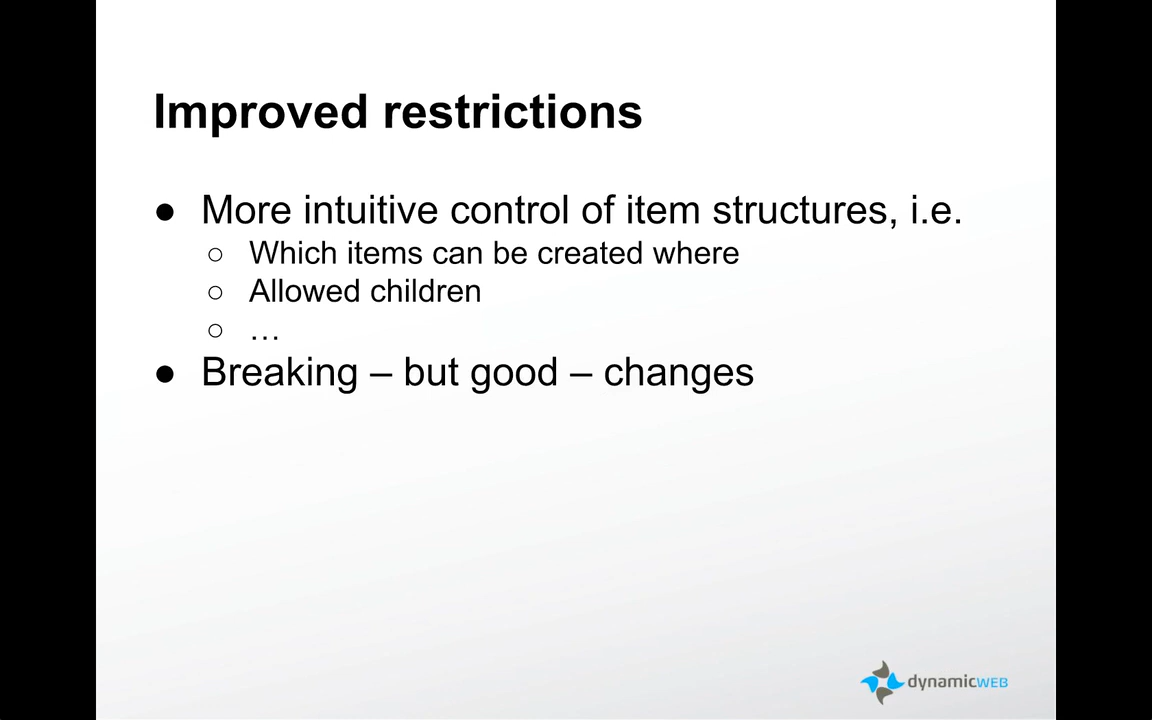 Improved restrictions
● More intuitive control of item structures, i.e.
○ Which items can be created where
○ Allowed children
○ …
● Breaking – but good – changes
dynamicWEB